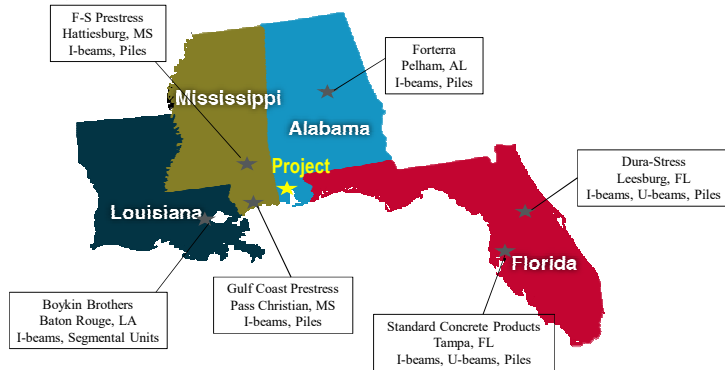 F-S Prestress
Hattiesburg, MS
I-beams, Piles
Forterra
Pelham, AL
I-beams, Piles
Mississippi
Alabama
Project
Dura-Stress
Leesburg, FL
I-beams, U-beams, Piles
Louisiana
Florida
Boykin Brothers
Baton Rouge, LA
I-beams, Segmental Units
Gulf Coast Prestress
Pass Christian, MS
I-beams, Piles
Standard Concrete Products
Tampa, FL
I-beams, U-beams, Piles